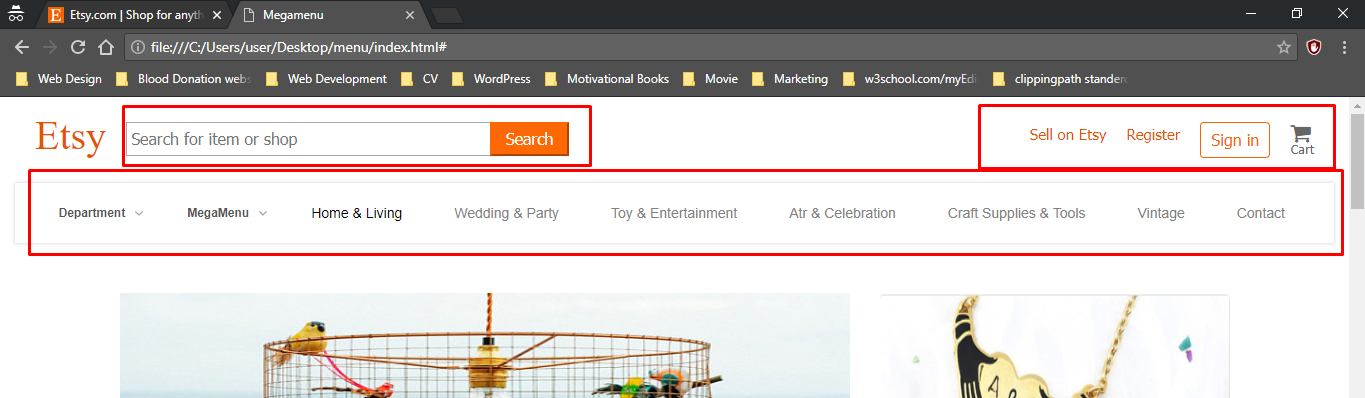 Etsy.com | Shop for anyth
Megamenu
file:///C:/Users/user/Desktop/menu/index.html#
Web Design Blood Donation webs Web Development CV WordPress Motivational Books Movie Marketing w3school.com/myEdi clippingpath standerd
Etsy Search for item or shop Search Sell on Etsy Register Sign in Cart
Department MegaMenu Home & Living Wedding & Party Toy & Entertainment Atr & Celebration Craft Supplies & Tools Vintage Contact